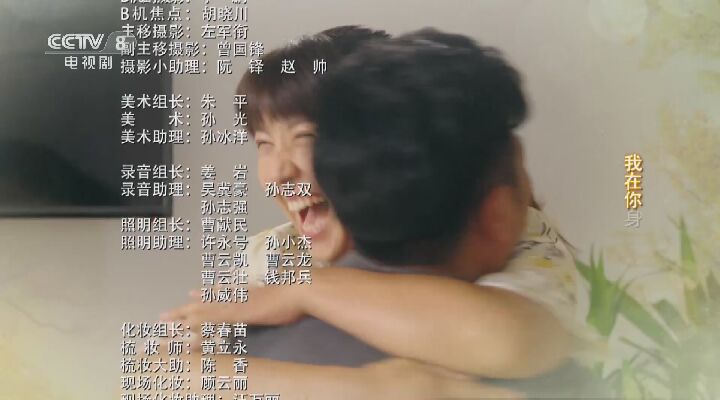 CCTV 8
电视剧
B机焦点：胡晓川
主移摄影：左军衔
副主移摄影：曾国锋
摄影小助理：阮 铎 赵 帅
美术组长：朱 平
美 术：孙 光
美术助理：孙冰洋
录音组长：姜 岩
录音助理：吴冀豪 孙志双
孙志强
照明组长：曹献民
照明助理：许永号 孙小杰
曹云凯 曹云龙
曹云壮 钱邦兵
孙威伟
化妆组长：蔡春苗
梳 妆 师：黄立永
梳妆大助：陈 香
现场化妆：顾云丽
现场化妆助理：
我在你身